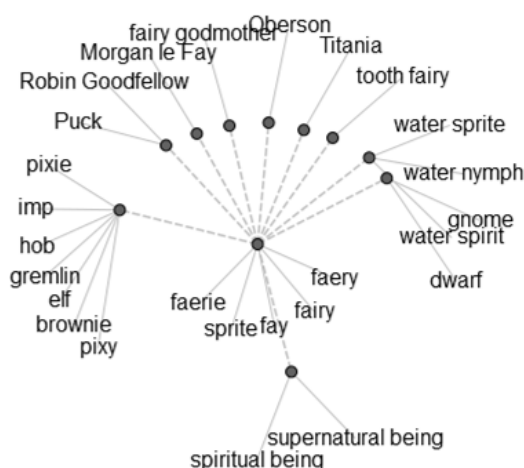 Oberson
fairy godmother
Titania
Morgan le Fay
Robin Goodfellow
tooth fairy
Puck
water sprite
pixie
water nymph
imp
gnome
hob
water spirit
gremlin
faery
dwarf
elf
faerie
fairy
brownie
sprite
fay
pixy
supernatural being
spiritual being